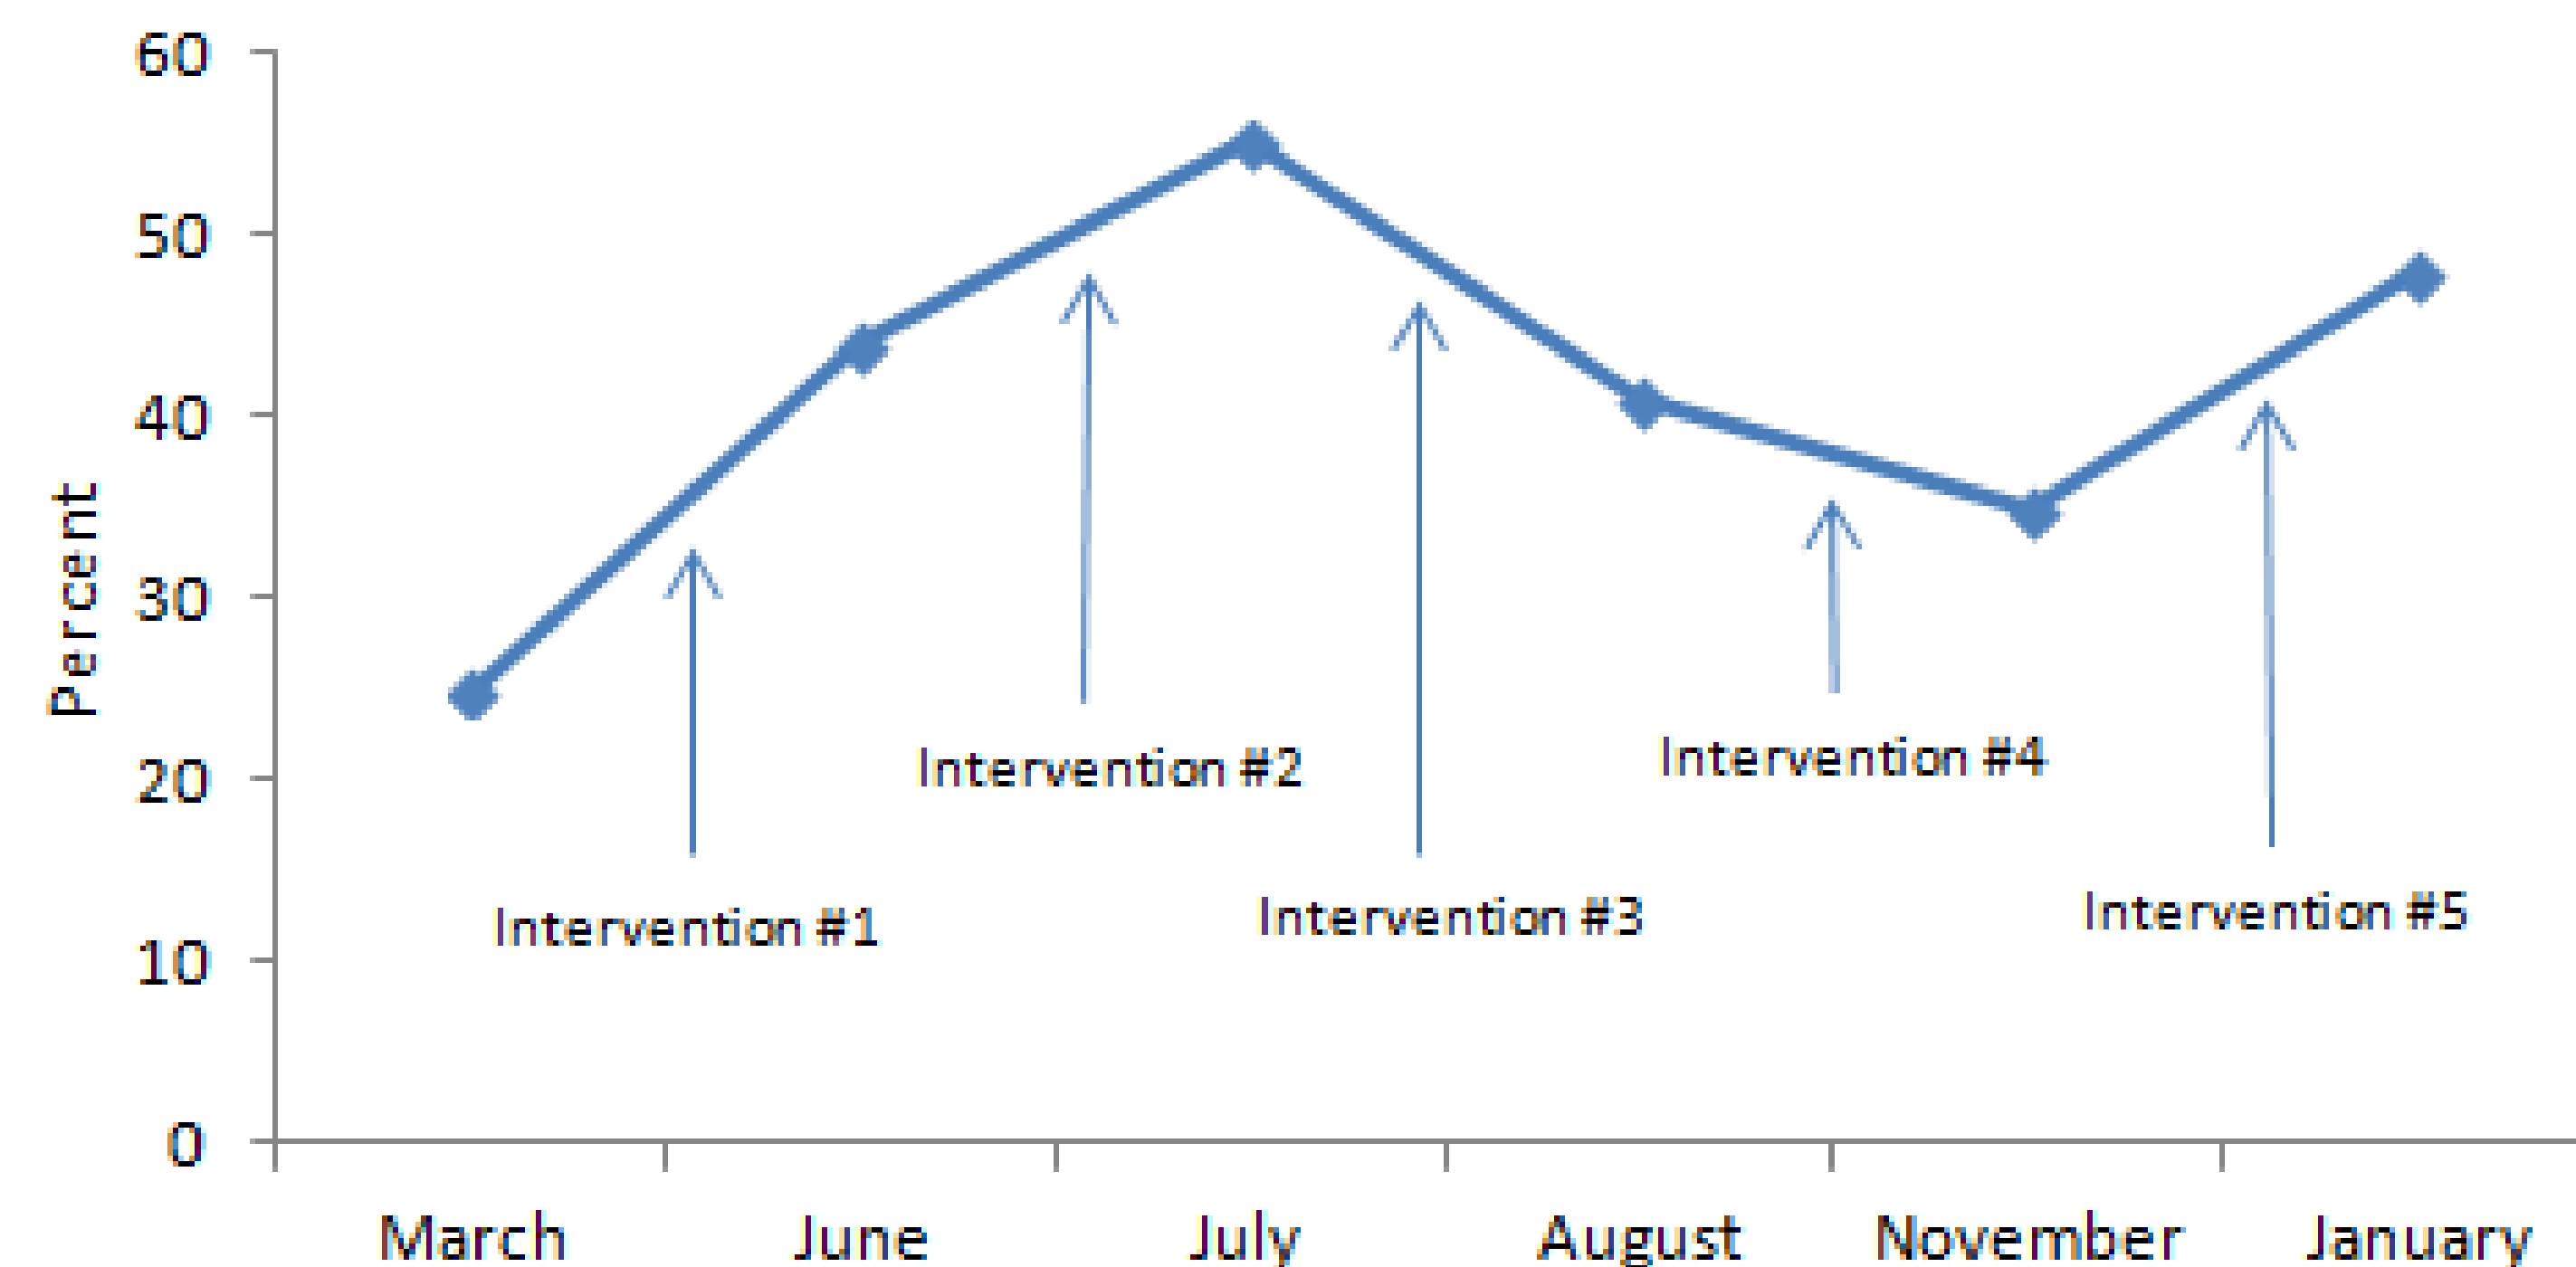 60
50
40
30
20
10
0
Percent
Intervention #1
Intervention #2
Intervention #3
Intervention #4
Intervention #5
March
June
July
August
November
January